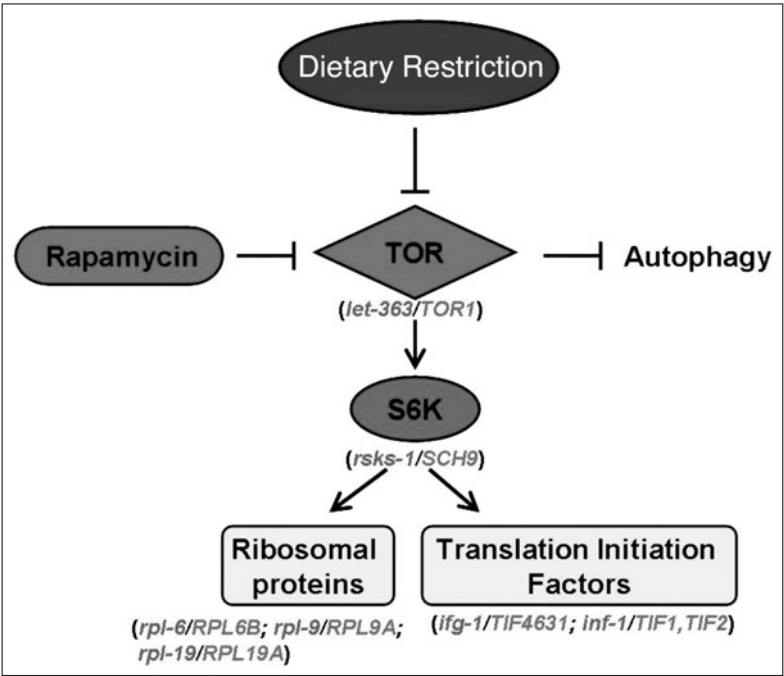 Dietary Restriction
Rapamycin
TOR
Autophagy
(let-363/TOR1)
S6K
(rsks-1/SCH9)
Ribosomal
proteins
(rpl-6/RPL6B; rpl-9/RPL9A;
rpl-19/RPL19A)
Translation Initiation
Factors
(ifg-1/TIF4631; inf-1/TIF1,TIF2)